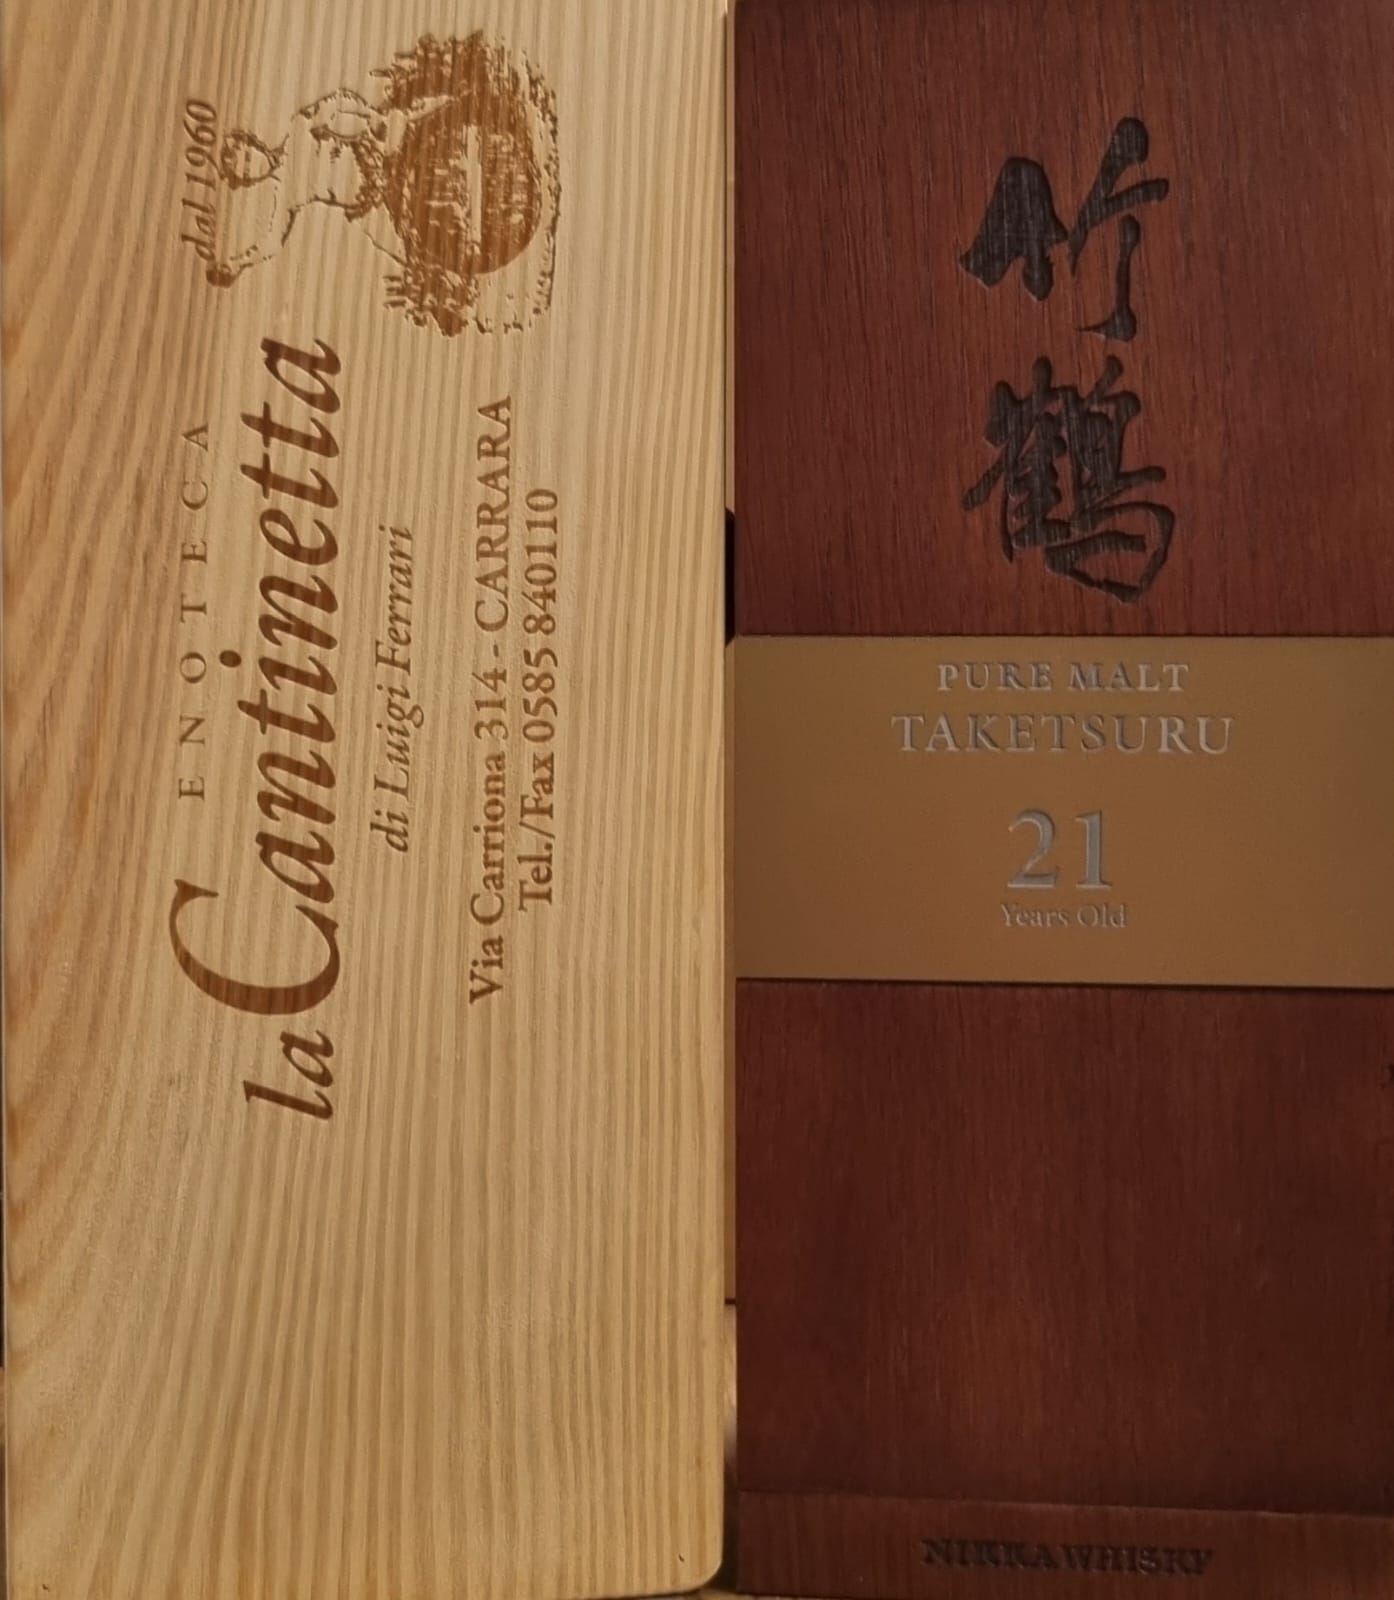 dal 1960
ENOTECA
la Cantinetta
di Luigi Ferrari
Via Carriona 314 - CARRARA
Tel./Fax 0585 840110
竹鶴
PURE MALT
TAKETSURU
21
Years Old
NIKKA WHISKY